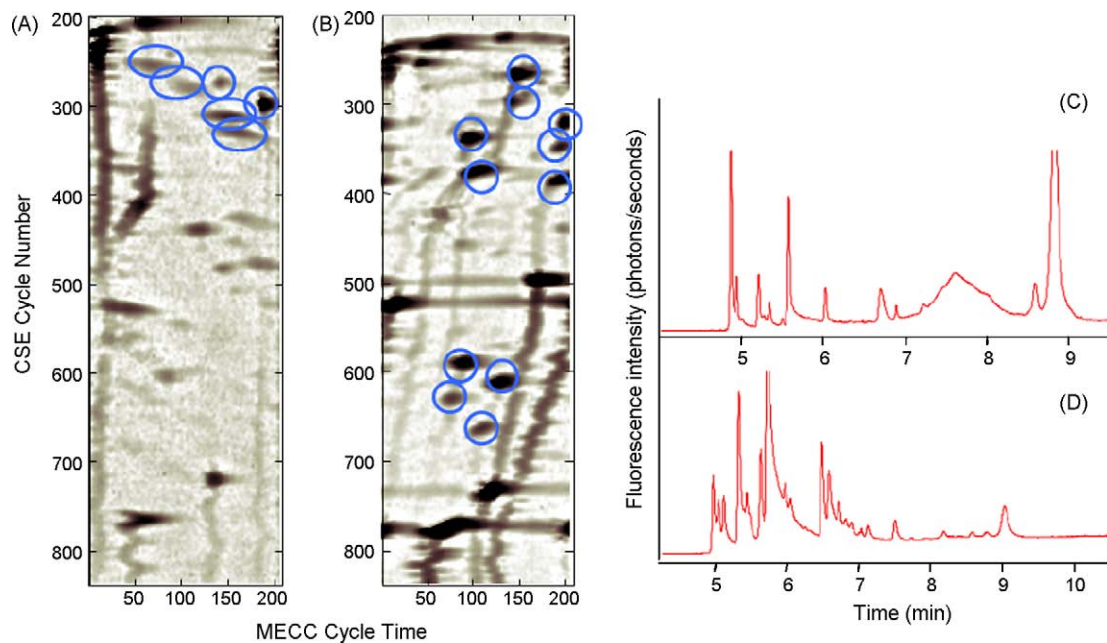 (A)
200
300
400
500
600
700
800
50 100 150 200
CSE Cycle Number
(B)
200
300
400
500
600
700
800
50 100 150 200
MECC Cycle Time
(C)
5 6 7 8 9
Fluorescence intensity (photons/seconds)
(D)
5 6 7 8 9 10
Time (min)